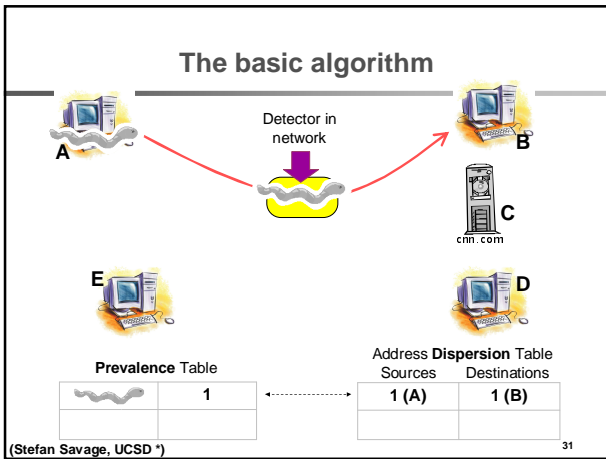 The basic algorithm
Detector in
network
A
B
C
cnn.com
E
D
Prevalence Table
1
Address Dispersion Table
Sources Destinations
1 (A) 1 (B)
(Stefan Savage, UCSD *)
31